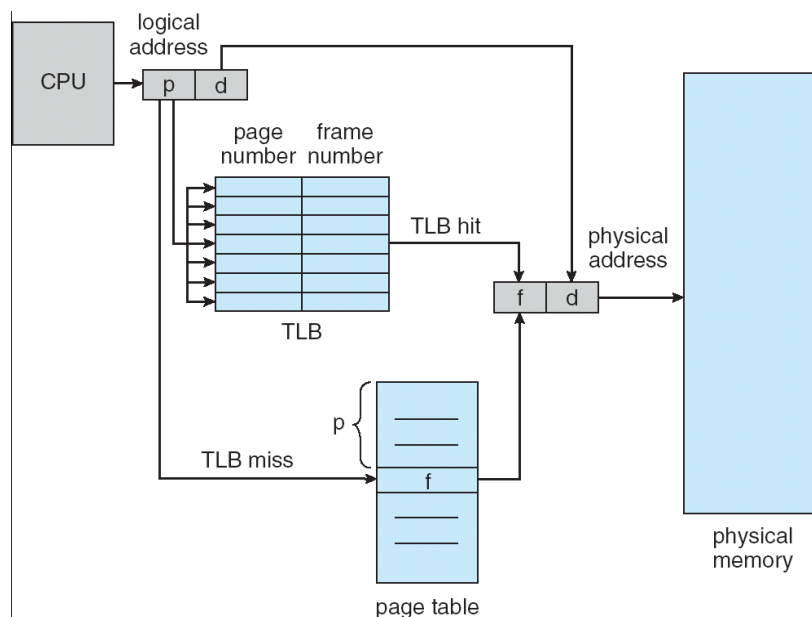 logical
address
CPU
p
d
page
number
frame
number
TLB hit
physical
address
f
d
TLB
p
TLB miss
f
page table
physical
memory